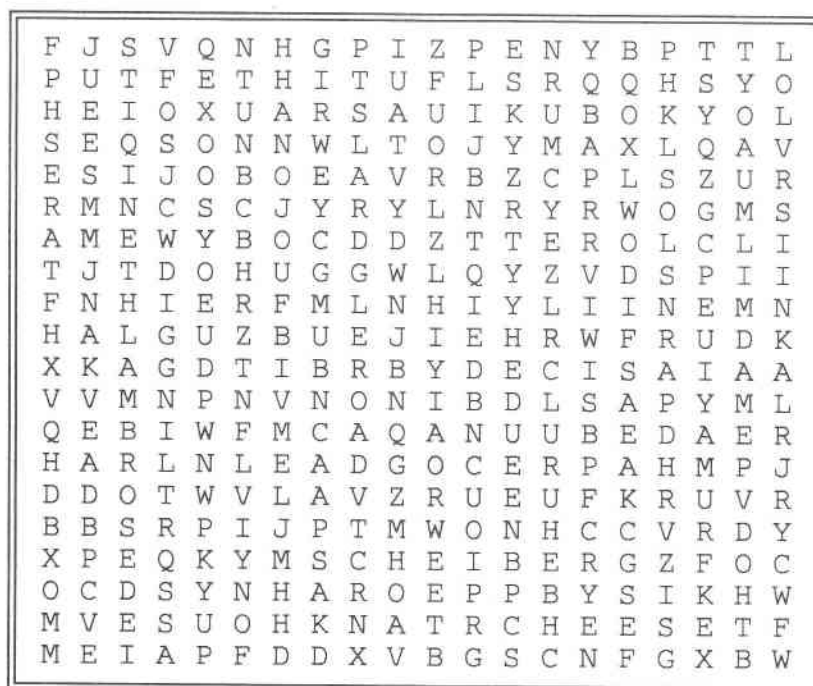 F J S V Q N H G P I Z P E N Y B P T T L
P U T F E T H I T U F L S R Q Q H S Y O
H E I O X U A R S A U I K U B O K Y O L
S E Q S O N N W L T O J Y M A X L Q A V
E S I J O B O E A V R B Z C P L S Z U R
R M N C S C J Y R Y L N R Y R W O G M S
A M E W Y B O C D D Z T T E R O L C L I
T J T D O H U G G W L Q Y Z V D S P I I
F N H I E R F M L N H I Y L I I N E M N
H A L G U Z B U E J I E H R W F R U D K
X K A G D T I B R B Y D E C I S A I A A
V V M N P N V N O N I B D L S A P Y M L
Q E B I W F M C A Q A N U U B E D A E R
H A R L N L E A D G O C E R P A H M P J
D D O T W V L A V Z R U E U F K R U V R
B B S R P I J P T M W O N H C C V R D Y
X P E Q K Y M S C H E I B E R G Z F O C
O C D S Y N H A R O E P P B Y S I K H W
M V E S U O H K N A T R C H E E S E T F
M E I A P F D D X V B G S C N F G X B W